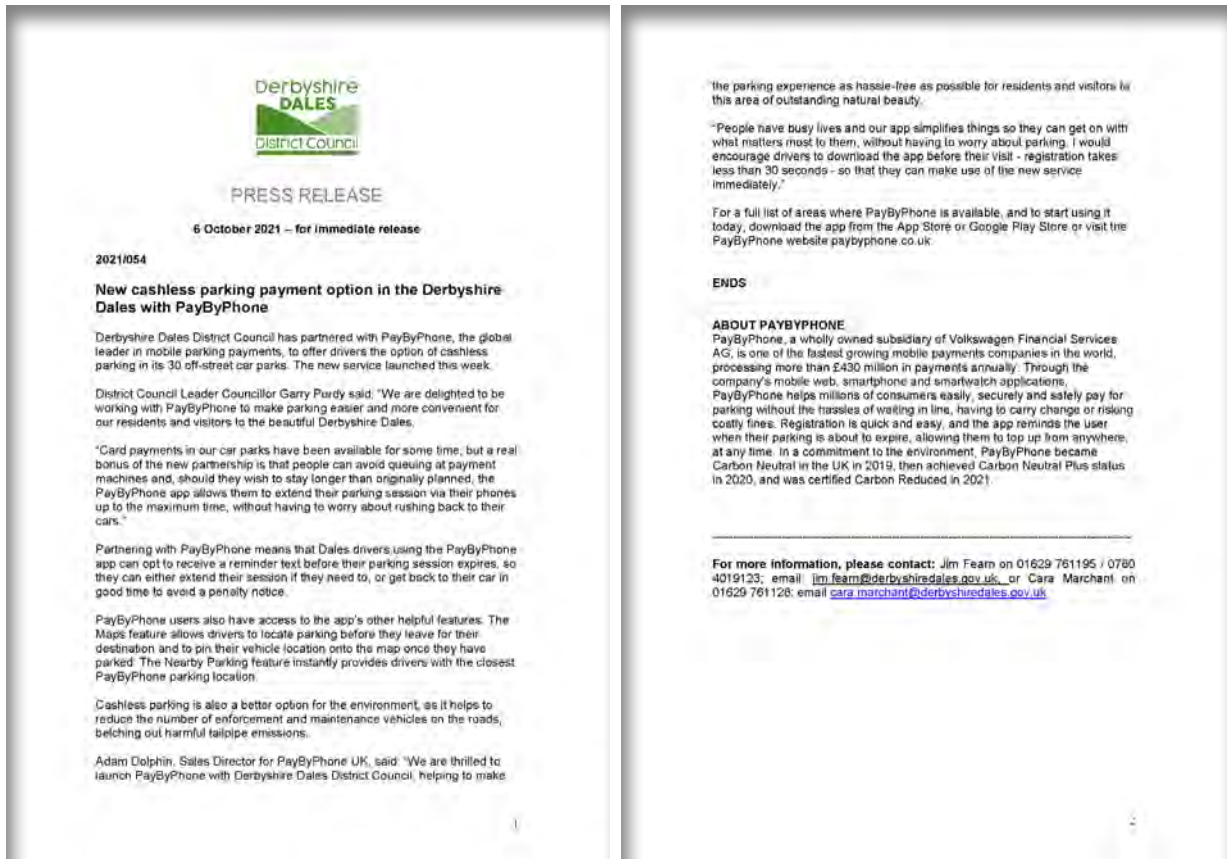 Derbyshire
DALES
District Council
PRESS RELEASE
6 October 2021 – for immediate release
2021/054
New cashless parking payment option in the Derbyshire
Dales with PayByPhone
Derbyshire Dales District Council has partnered with PayByPhone, the global
leader in mobile parking payments, to offer drivers the option of cashless
parking in its 30 off-street car parks. The new service launched this week.
District Council Leader Councillor Garry Purdy said: "We are delighted to be
working with PayByPhone to make parking easier and more convenient for
our residents and visitors to the beautiful Derbyshire Dales.
"Card payments in our car parks have been available for some time, but a real
bonus of the new partnership is that people can avoid queuing at payment
machines and, should they wish to stay longer than originally planned, the
PayByPhone app allows them to extend their parking session via their phones
up to the maximum time, without having to worry about rushing back to their
cars."
Partnering with PayByPhone means that Dales drivers using the PayByPhone
app can opt to receive a reminder text before their parking session expires, so
they can either extend their session if they need to, or get back to their car in
good time to avoid a penalty notice.
PayByPhone users also have access to the app's other helpful features. The
Maps feature allows drivers to locate parking before they leave for their
destination and to pin their vehicle location onto the map once they have
parked. The Nearby Parking feature instantly provides drivers with the closest
PayByPhone parking location.
Cashless parking is also a better option for the environment, as it helps to
reduce the number of enforcement and maintenance vehicles on the roads,
belching out harmful tailpipe emissions.
Adam Dolphin, Sales Director for PayByPhone UK, said: "We are thrilled to
launch PayByPhone with Derbyshire Dales District Council, helping to make
1
the parking experience as hassle-free as possible for residents and visitors to
this area of outstanding natural beauty.
"People have busy lives and our app simplifies things so they can get on with
what matters most to them, without having to worry about parking. I would
encourage drivers to download the app before their visit - registration takes
less than 30 seconds - so that they can make use of the new service
immediately."
For a full list of areas where PayByPhone is available, and to start using it
today, download the app from the App Store or Google Play Store or visit the
PayByPhone website paybyphone.co.uk
ENDS
ABOUT PAYBYPHONE
PayByPhone, a wholly owned subsidiary of Volkswagen Financial Services
AG, is one of the fastest growing mobile payments companies in the world,
processing more than £430 million in payments annually. Through the
company's mobile web, smartphone and smartwatch applications,
PayByPhone helps millions of consumers easily, securely and safely pay for
parking without the hassles of waiting in line, having to carry change or risking
costly fines. Registration is quick and easy, and the app reminds the user
when their parking is about to expire, allowing them to top up from anywhere,
at any time. In a commitment to the environment, PayByPhone became
Carbon Neutral in the UK in 2019, then achieved Carbon Neutral Plus status
in 2020, and was certified Carbon Reduced in 2021.
For more information, please contact: Jim Fearn on 01629 761195 / 0780
4019123; email: jim.fearn@derbyshiredales.gov.uk, or Cara Marchant on
01629 761128; email cara.marchant@derbyshiredales.gov.uk
2